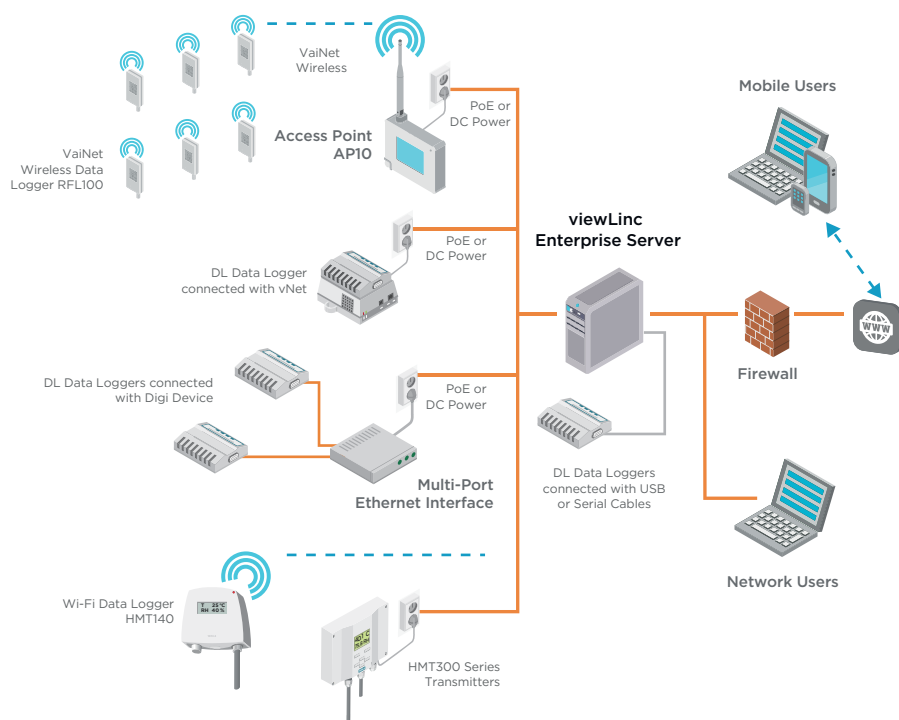 VaiNet
Wireless
PoE or
DC Power
Mobile Users
Access Point
AP10
VaiNet
Wireless Data
Logger RFL100
viewLinc
Enterprise Server
PoE or
DC Power
DL Data Logger
connected with vNet
WWW
Firewall
DL Data Loggers connected
with Digi Device
PoE or
DC Power
Multi-Port
Ethernet Interface
DL Data Loggers
connected with USB
or Serial Cables
Network Users
Wi-Fi Data Logger
HMT140
T 25°C
RH 40%
HMT300 Series
Transmitters